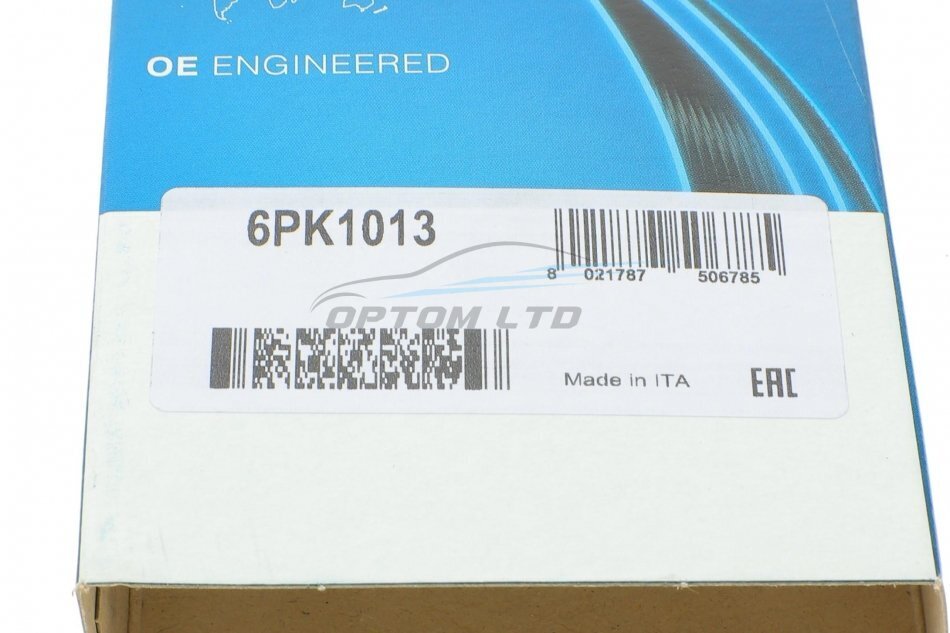 OE ENGINEERED
6PK1013
8 021787 506785
OPTOM LTD
Made in ITA
EAC